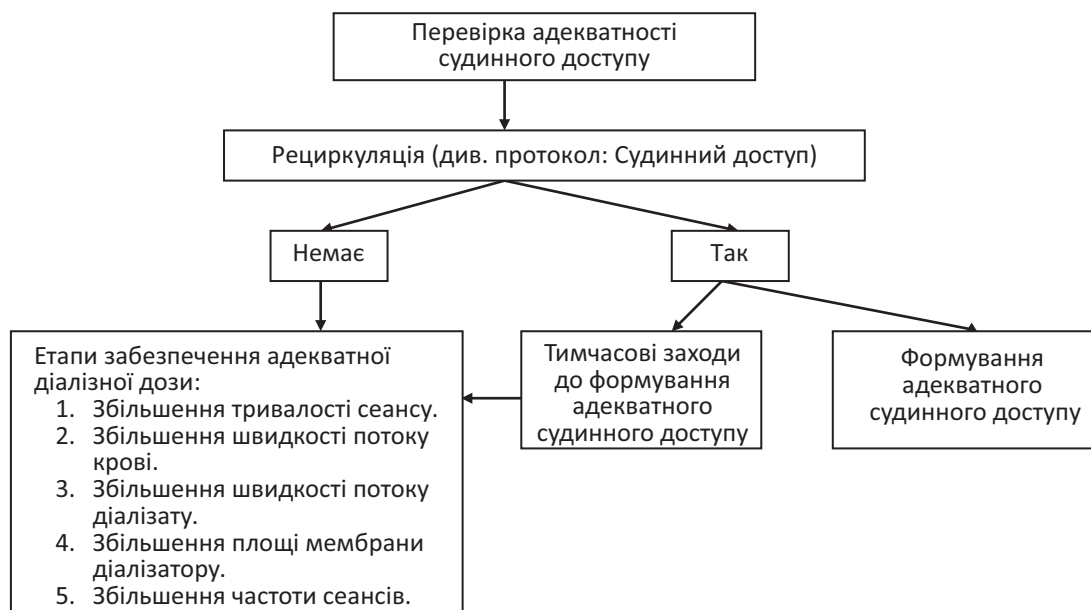 Перевірка адекватності
судинного доступу
Рециркуляція (див. протокол: Судинний доступ)
Немає
Так
Етапи забезпечення адекватної
діалізної дози:
1. Збільшення тривалості сеансу.
2. Збільшення швидкості потоку
крові.
3. Збільшення швидкості потоку
діалізату.
4. Збільшення площі мембрани
діалізатору.
5. Збільшення частоти сеансів.
Тимчасові заходи
до формування
адекватного
судинного доступу
Формування
адекватного
судинного доступу